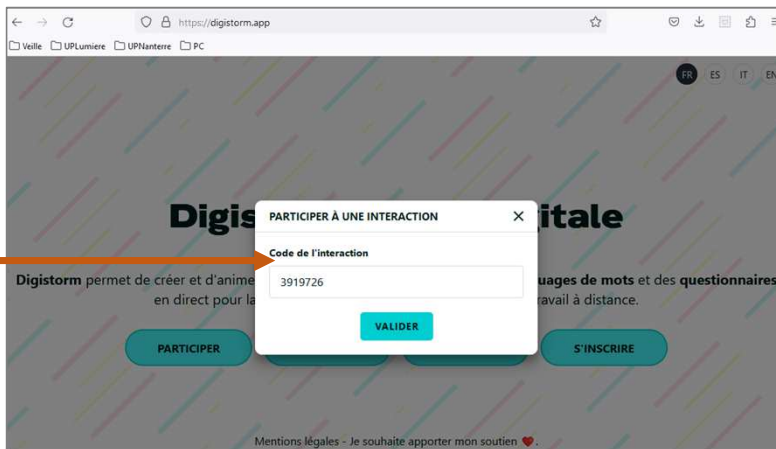 https://digistorm.app
Veille UPLumiere UPNanterre PC
FR ES IT EN
Digis itale
PARTICIPER À UNE INTERACTION
Code de l'interaction
3919726
VALIDER
Digistorm permet de créer et d'anime uages de mots et des questionnaires
en direct pour la ravail à distance.
PARTICIPER S'INSCRIRE
Mentions légales - Je souhaite apporter mon soutien ❤.